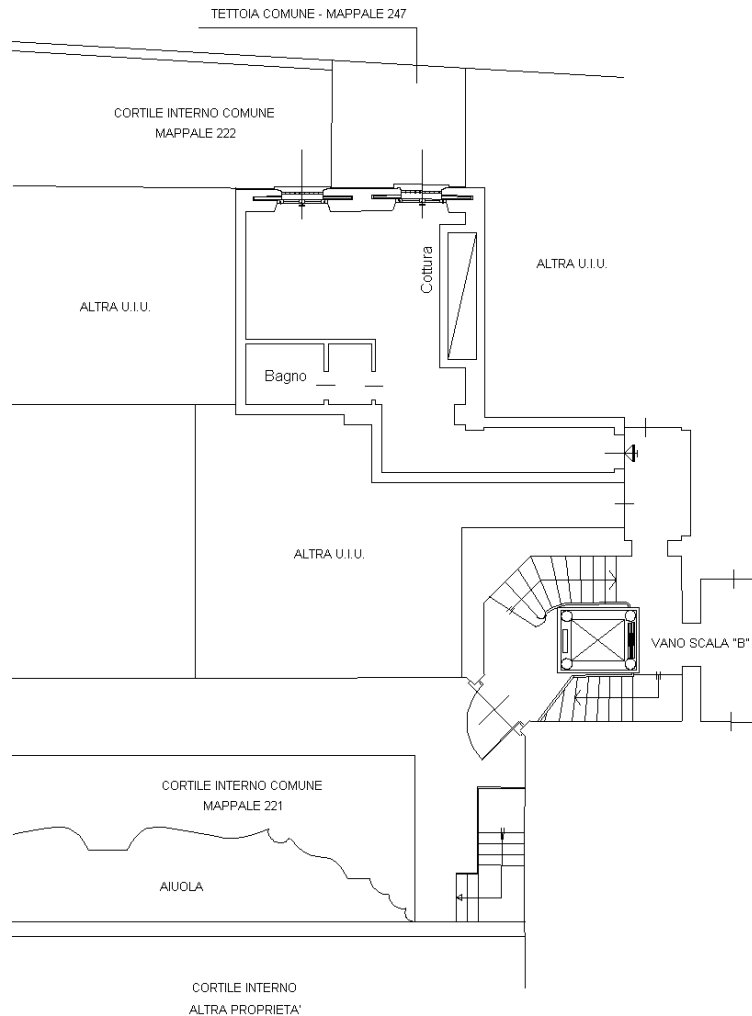 TETTOIA COMUNE - MAPPALE 247
CORTILE INTERNO COMUNE
MAPPALE 222
ALTRA U.I.U.
Cottura
ALTRA U.I.U.
Bagno
ALTRA U.I.U.
VANO SCALA "B"
CORTILE INTERNO COMUNE
MAPPALE 221
AIUOLA
CORTILE INTERNO
ALTRA PROPRIETA'